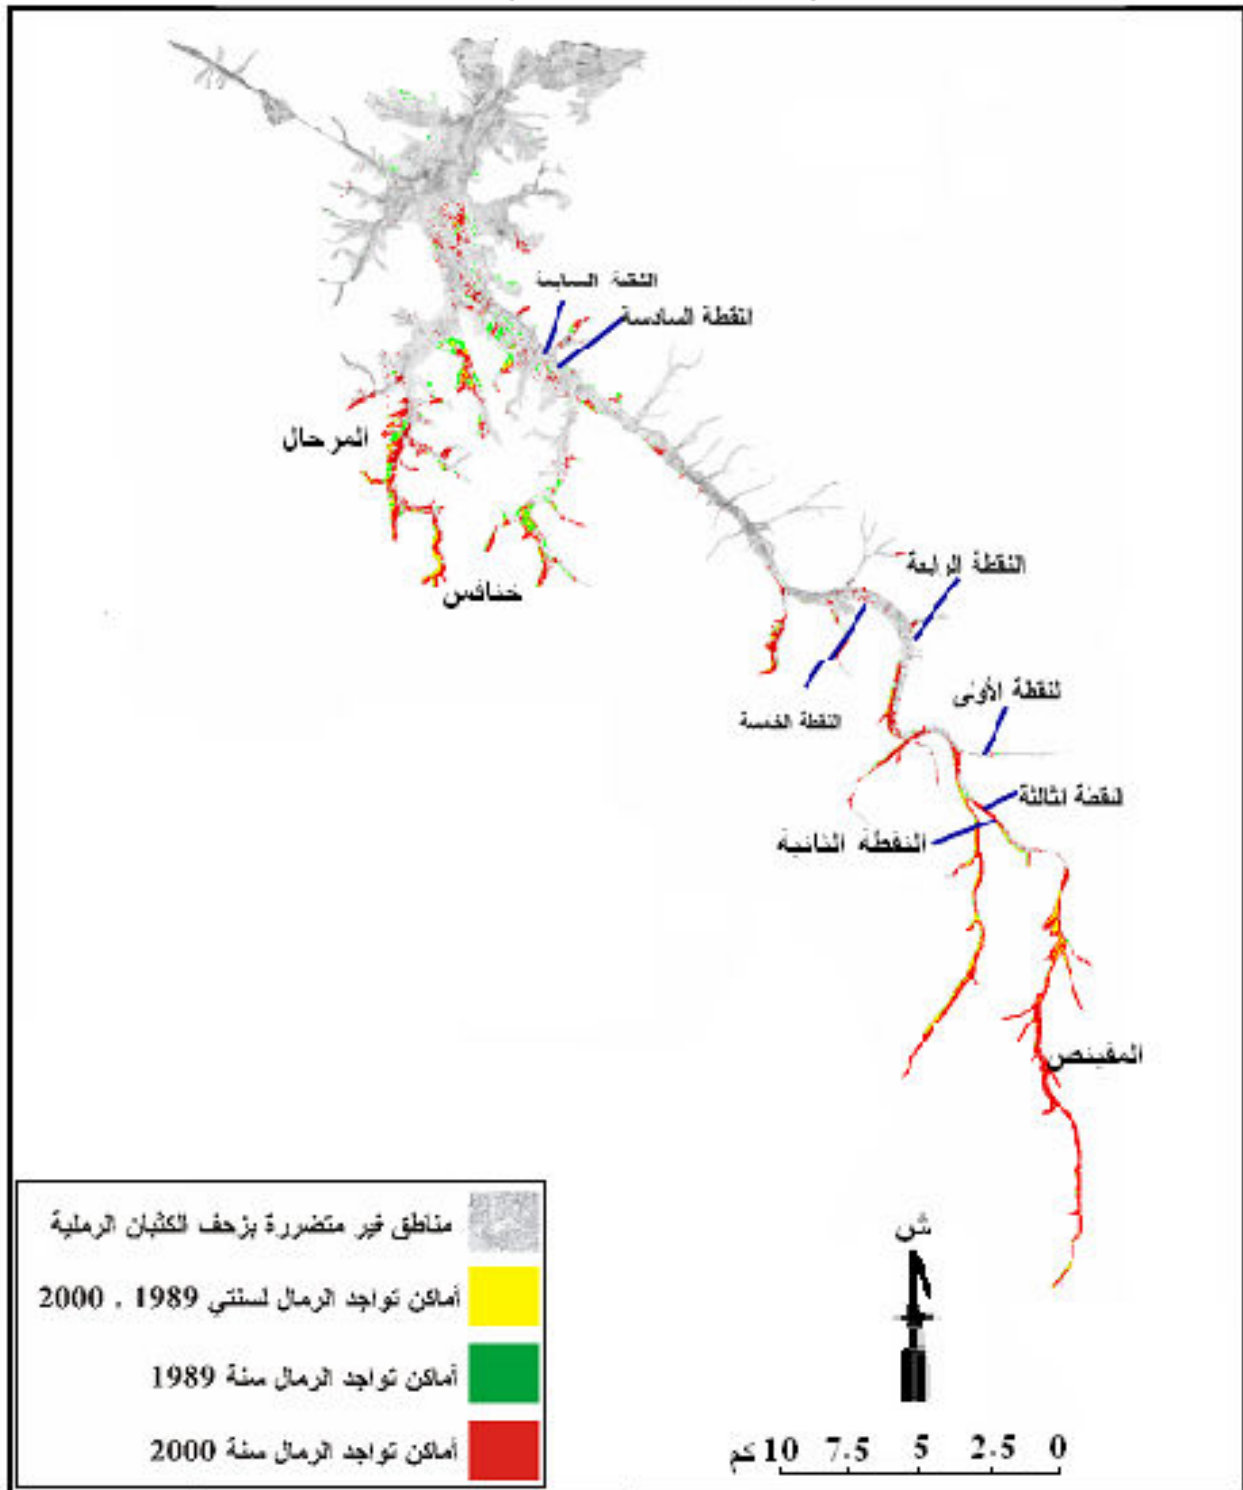 النقطة السابعة
النقطة السادسة
المرحال
خنافس
النقطة الرابعة
النقطة الخامسة
النقطة الأولى
النقطة الثالثة
النقطة الثانية
المقينص
ش
مناطق غير متضررة بزحف الكثبان الرملية
أماكن تواجد الرمال لسنتي 1989 ، 2000
أماكن تواجد الرمال سنة 1989
أماكن تواجد الرمال سنة 2000
0 2.5 5 7.5 10 كم